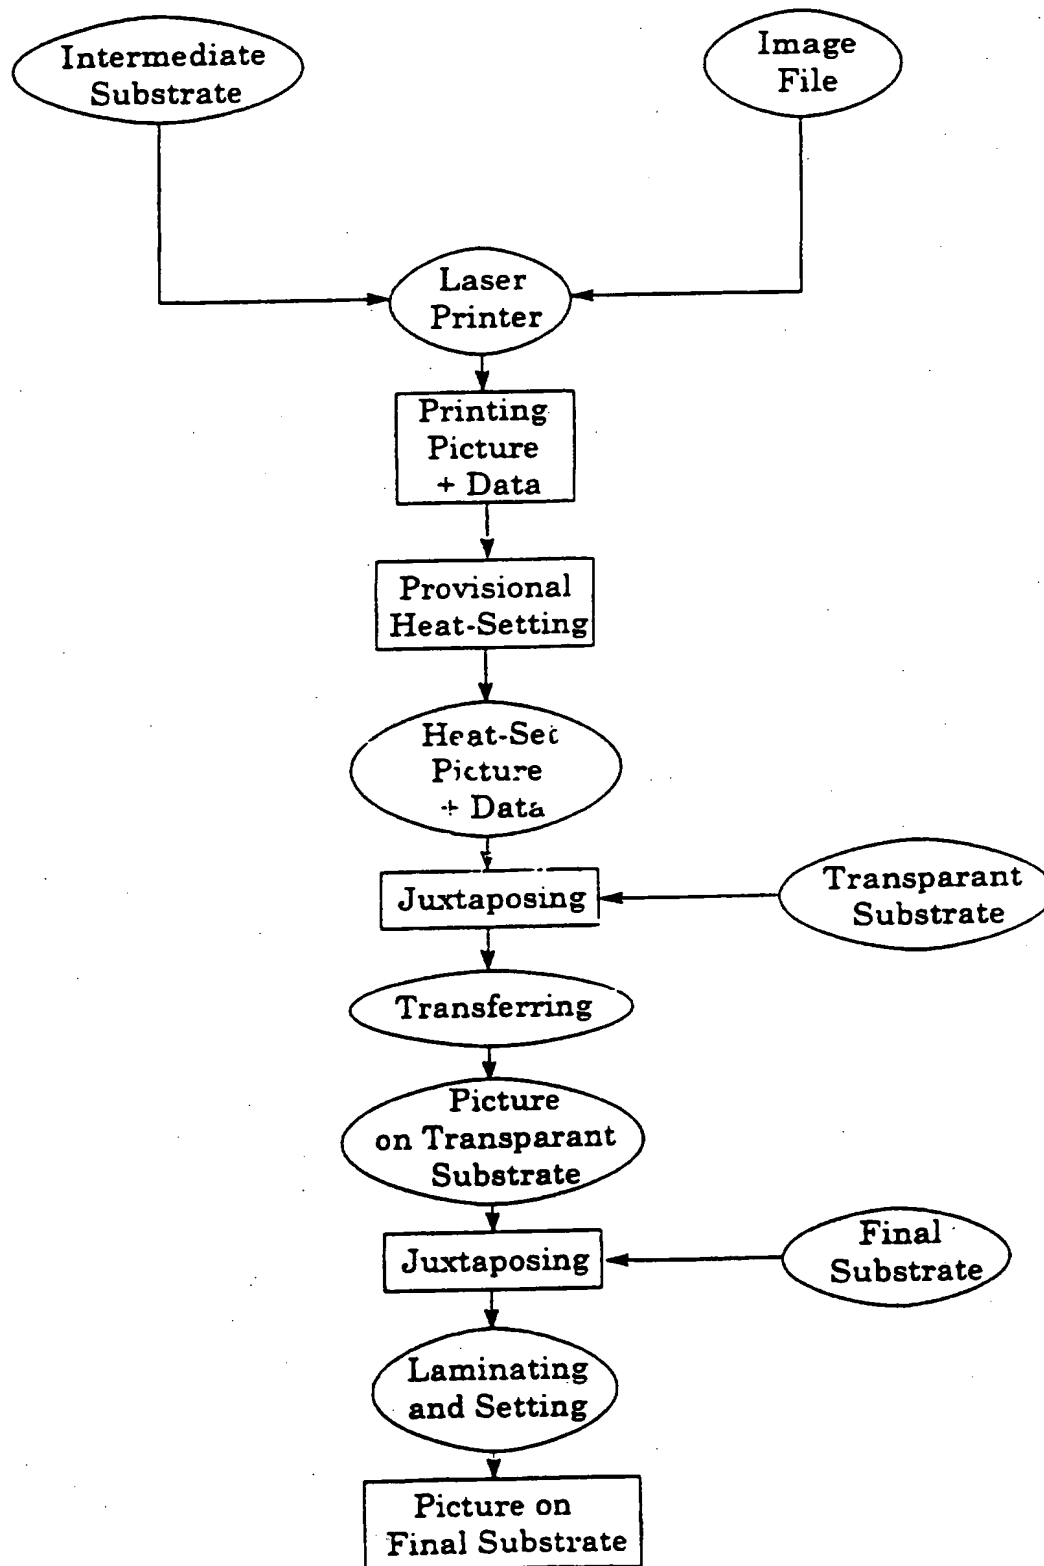 Intermediate
Substrate
Image
File
Laser
Printer
Printing
Picture
+ Data
Provisional
Heat-Setting
Heat-Set
Picture
+ Data
Juxtaposing
Transparant
Substrate
Transferring
Picture
on Transparant
Substrate
Juxtaposing
Final
Substrate
Laminating
and Setting
Picture on
Final Substrate